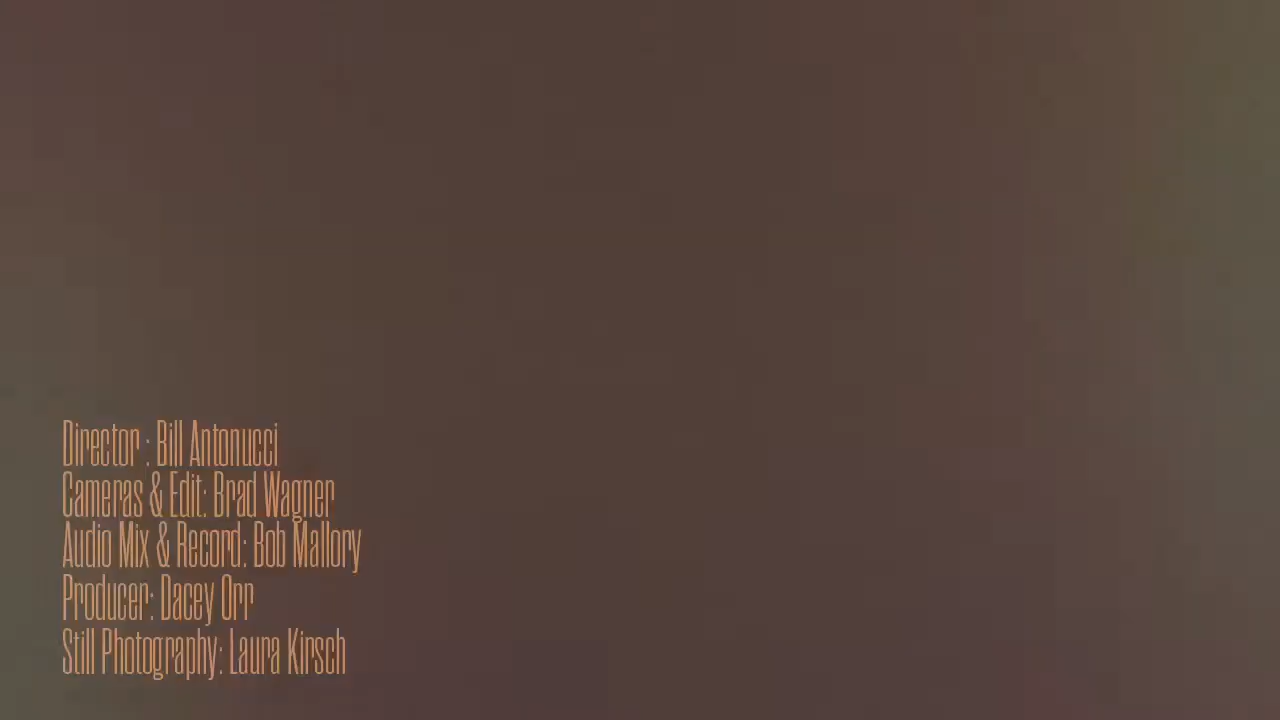 Director : Bill Antonucci
Cameras & Edit: Brad Wagner
Audio Mix & Record: Bob Mallory
Producer: Dacey Orr
Still Photography: Laura Kirsch